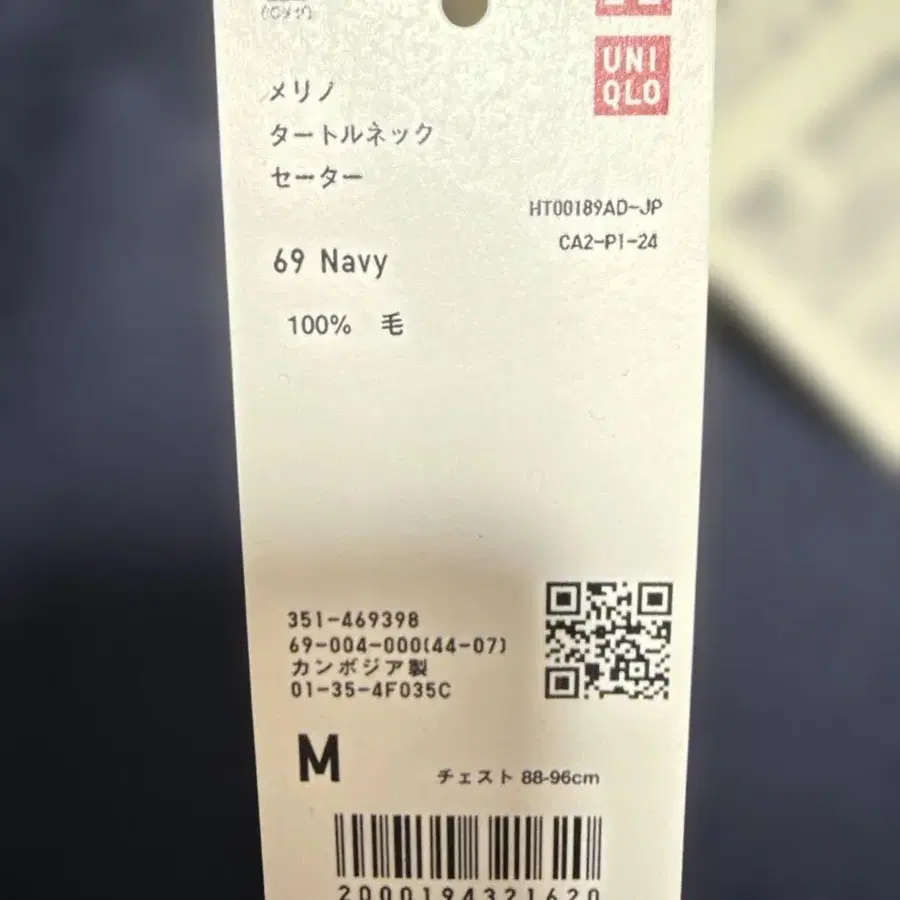 UNI
QLO
メリノ
タートルネック
セーター
HT00189AD-JP
CA2-PI-24
69 Navy
100% 毛
351-469398
69-004-000(44-07)
カンボジア製
01-35-4F035C
M
チェスト 88-96cm
2000194321620